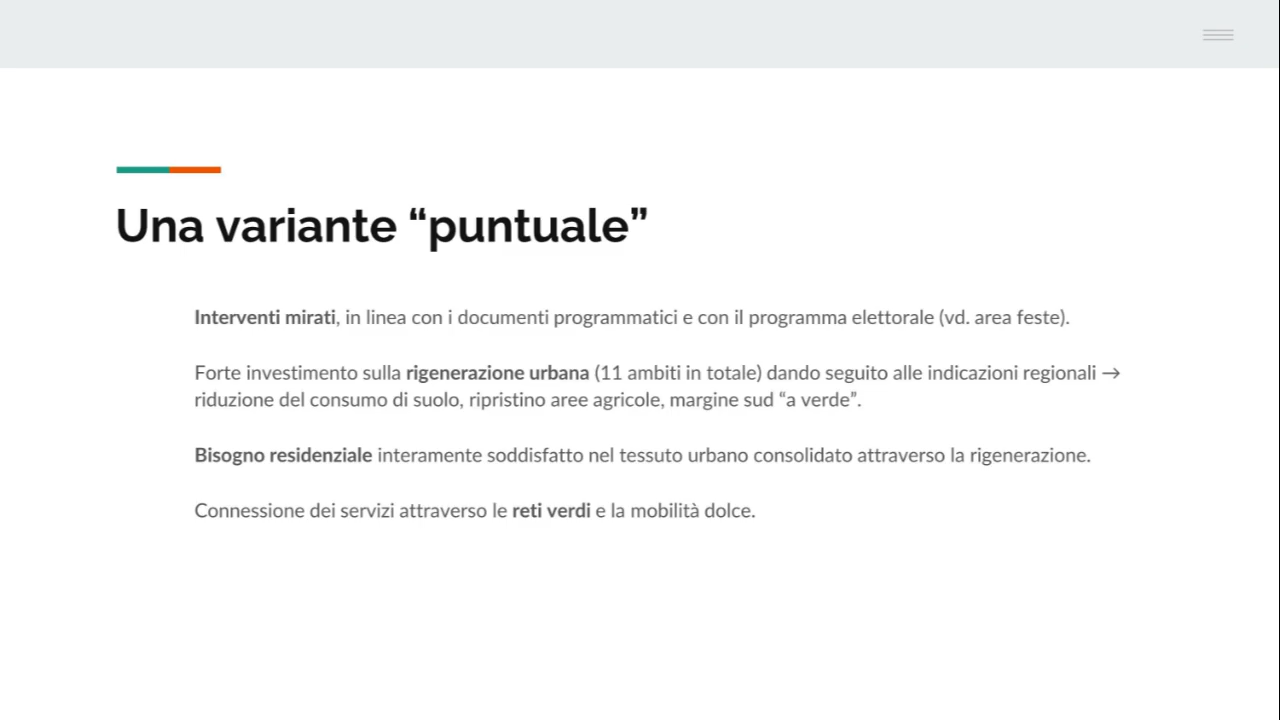 Una variante “puntuale”
Interventi mirati, in linea con i documenti programmatici e con il programma elettorale (vd. area feste).
Forte investimento sulla rigenerazione urbana (11 ambiti in totale) dando seguito alle indicazioni regionali →
riduzione del consumo di suolo, ripristino aree agricole, margine sud “a verde”.
Bisogno residenziale interamente soddisfatto nel tessuto urbano consolidato attraverso la rigenerazione.
Connessione dei servizi attraverso le reti verdi e la mobilità dolce.